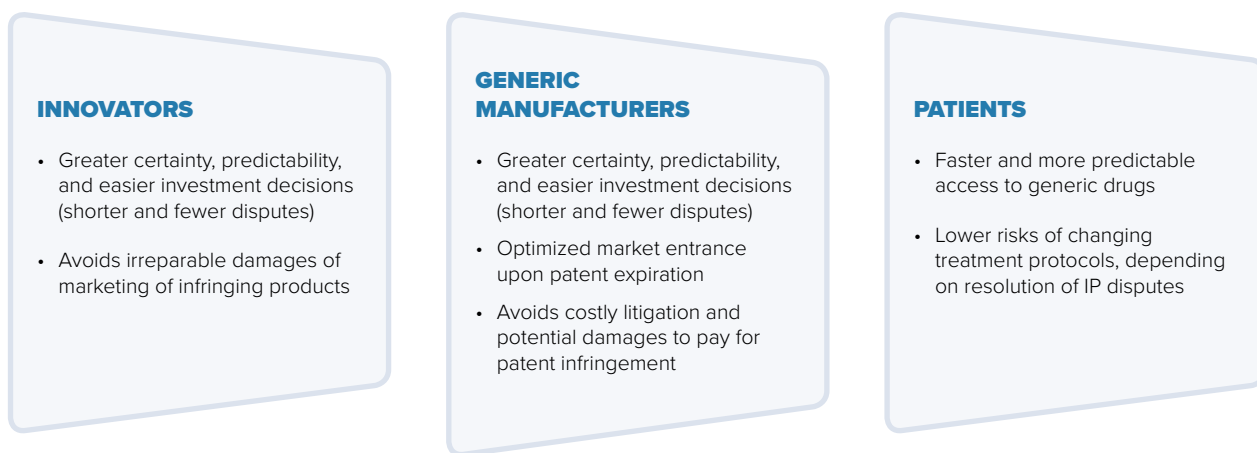 INNOVATORS
• Greater certainty, predictability,
and easier investment decisions
(shorter and fewer disputes)
• Avoids irreparable damages of
marketing of infringing products
GENERIC
MANUFACTURERS
• Greater certainty, predictability,
and easier investment decisions
(shorter and fewer disputes)
• Optimized market entrance
upon patent expiration
• Avoids costly litigation and
potential damages to pay for
patent infringement
PATIENTS
• Faster and more predictable
access to generic drugs
• Lower risks of changing
treatment protocols, depending
on resolution of IP disputes